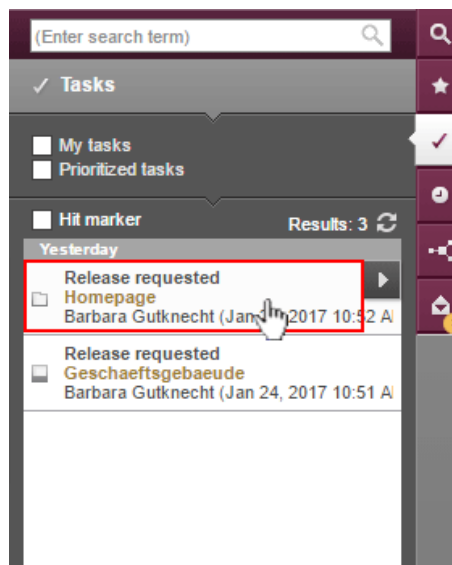 (Enter search term)
Tasks
My tasks
Prioritized tasks
Hit marker
Results: 3
Yesterday
Release requested
Homepage
Barbara Gutknecht (Jan 2017 10:52 A
Release requested
Geschaeftsgebaeude
Barbara Gutknecht (Jan 24, 2017 10:51 A